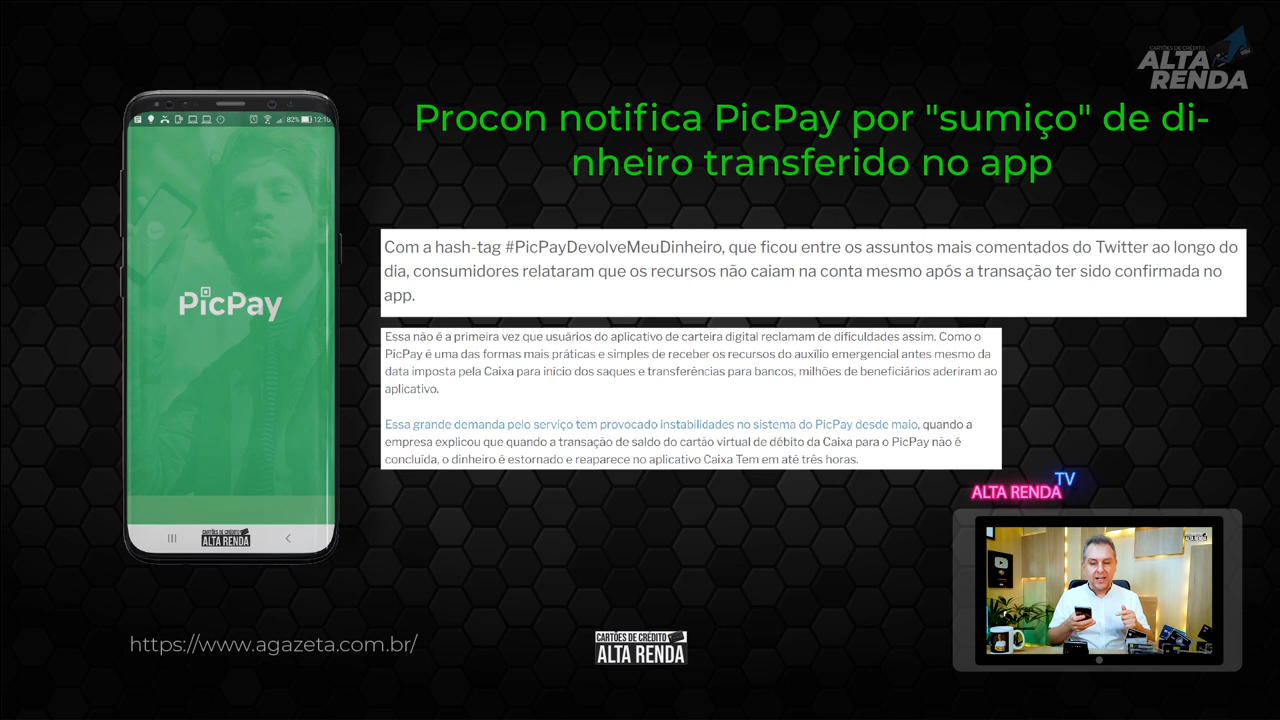 CARTÕES DE CRÉDITO
ALTA
RENDA
Procon notifica PicPay por "sumiço" de di-
nheiro transferido no app
82% 12:10
PicPay
Com a hash-tag #PicPayDevolveMeuDinheiro, que ficou entre os assuntos mais comentados do Twitter ao longo do
dia, consumidores relataram que os recursos não caiam na conta mesmo após a transação ter sido confirmada no
app.
Essa não é a primeira vez que usuários do aplicativo de carteira digital reclamam de dificuldades assim. Como o
PicPay é uma das formas mais práticas e simples de receber os recursos do auxílio emergencial antes mesmo da
data imposta pela Caixa para início dos saques e transferências para bancos, milhões de beneficiários aderiram ao
aplicativo.
Essa grande demanda pelo serviço tem provocado instabilidades no sistema do PicPay desde maio, quando a
empresa explicou que quando a transação de saldo do cartão virtual de débito da Caixa para o PicPay não é
concluída, o dinheiro é estornado e reaparece no aplicativo Caixa Tem em até três horas.
TV
ALTA RENDA
CARTÕES DE CRÉDITO
ALTA RENDA
https://www.agazeta.com.br/
CARTÕES DE CRÉDITO
ALTA RENDA